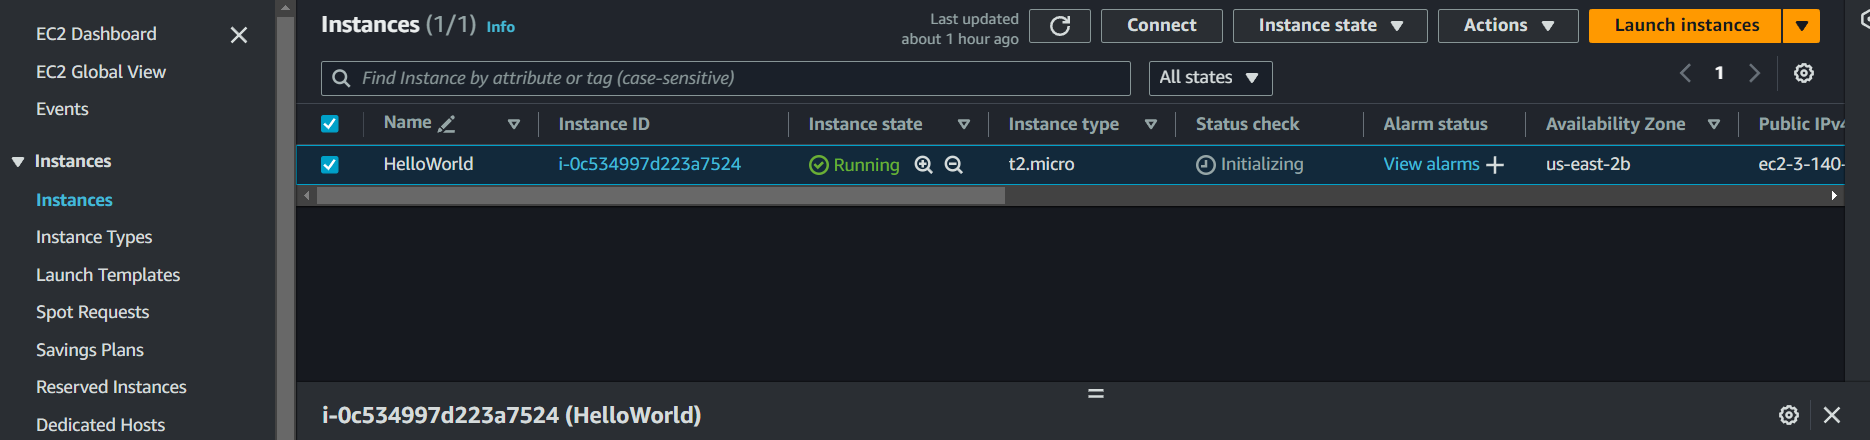 EC2 Dashboard
EC2 Global View
Events
Instances
Instances
Instance Types
Launch Templates
Spot Requests
Savings Plans
Reserved Instances
Dedicated Hosts
Instances (1/1) Info
Last updated
about 1 hour ago
Connect
Instance state
Actions
Launch instances
Find Instance by attribute or tag (case-sensitive)
All states
1
Name Instance ID Instance state Instance type Status check Alarm status Availability Zone Public IPv4
HelloWorld i-0c534997d223a7524 Running t2.micro Initializing View alarms + us-east-2b ec2-3-140-
i-0c534997d223a7524 (HelloWorld)